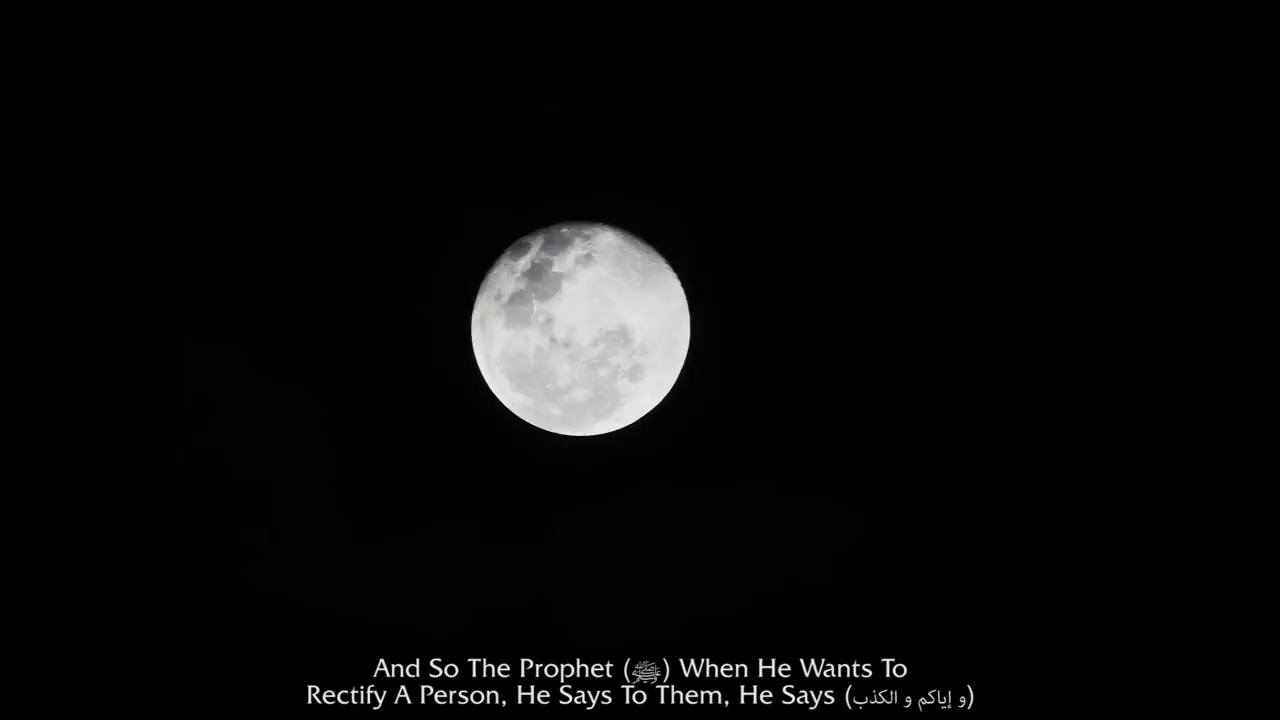 And So The Prophet (ﷺ) When He Wants To
Rectify A Person, He Says To Them, He Says (و إياكم و الكذب)